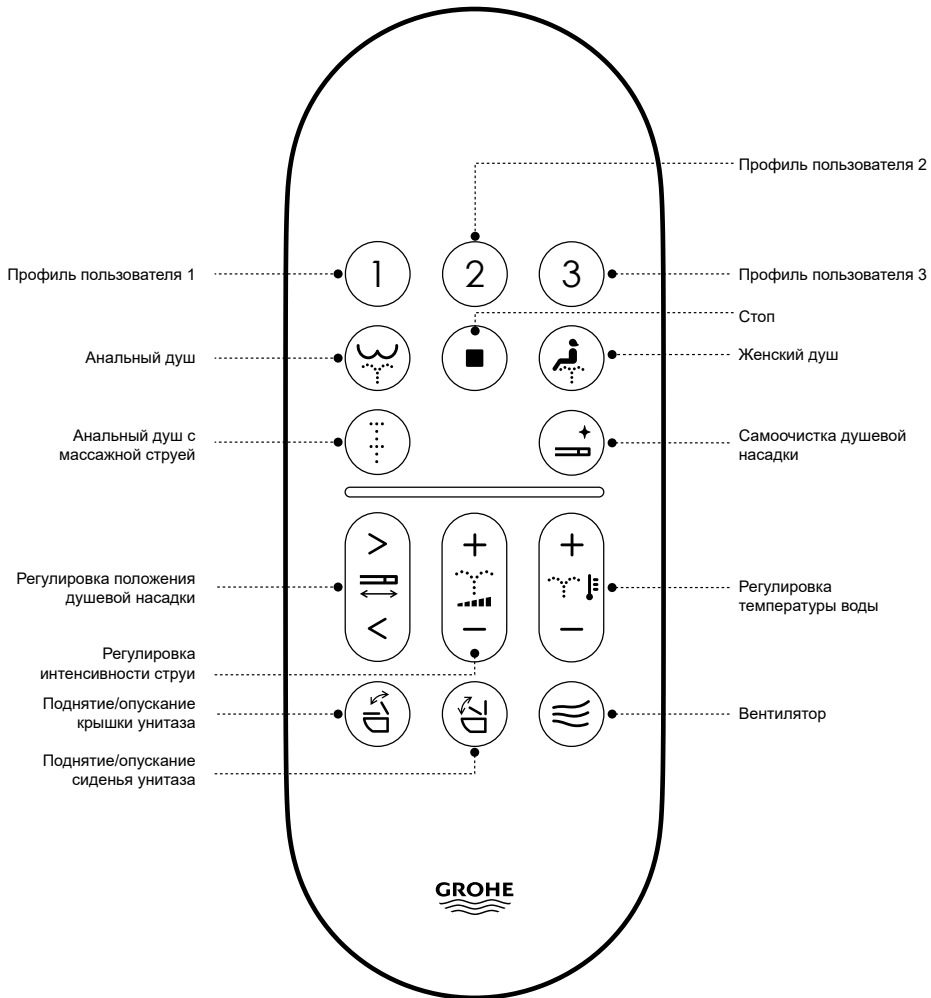 Профиль пользователя 2
Профиль пользователя 1
1
2
3
Профиль пользователя 3
Стоп
Анальный душ
Женский душ
Анальный душ с
массажной струей
Самоочистка душевой
насадки
Регулировка положения
душевой насадки
Регулировка
температуры воды
Регулировка
интенсивности струи
Поднятие/опускание
крышки унитаза
Вентилятор
Поднятие/опускание
сиденья унитаза
GROHE